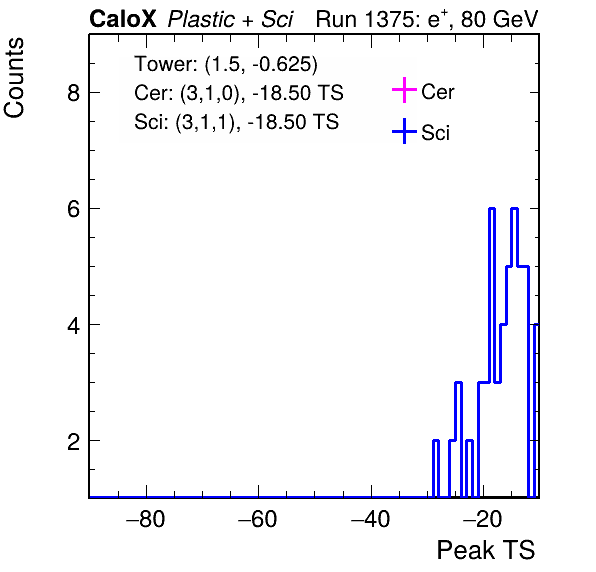 CaloX Plastic + Sci Run 1375: e⁺, 80 GeV
Tower: (1.5, -0.625)
Cer: (3,1,0), -18.50 TS
Sci: (3,1,1), -18.50 TS
Cer
Sci
Counts
8
6
4
2
−80 −60 −40 −20
Peak TS